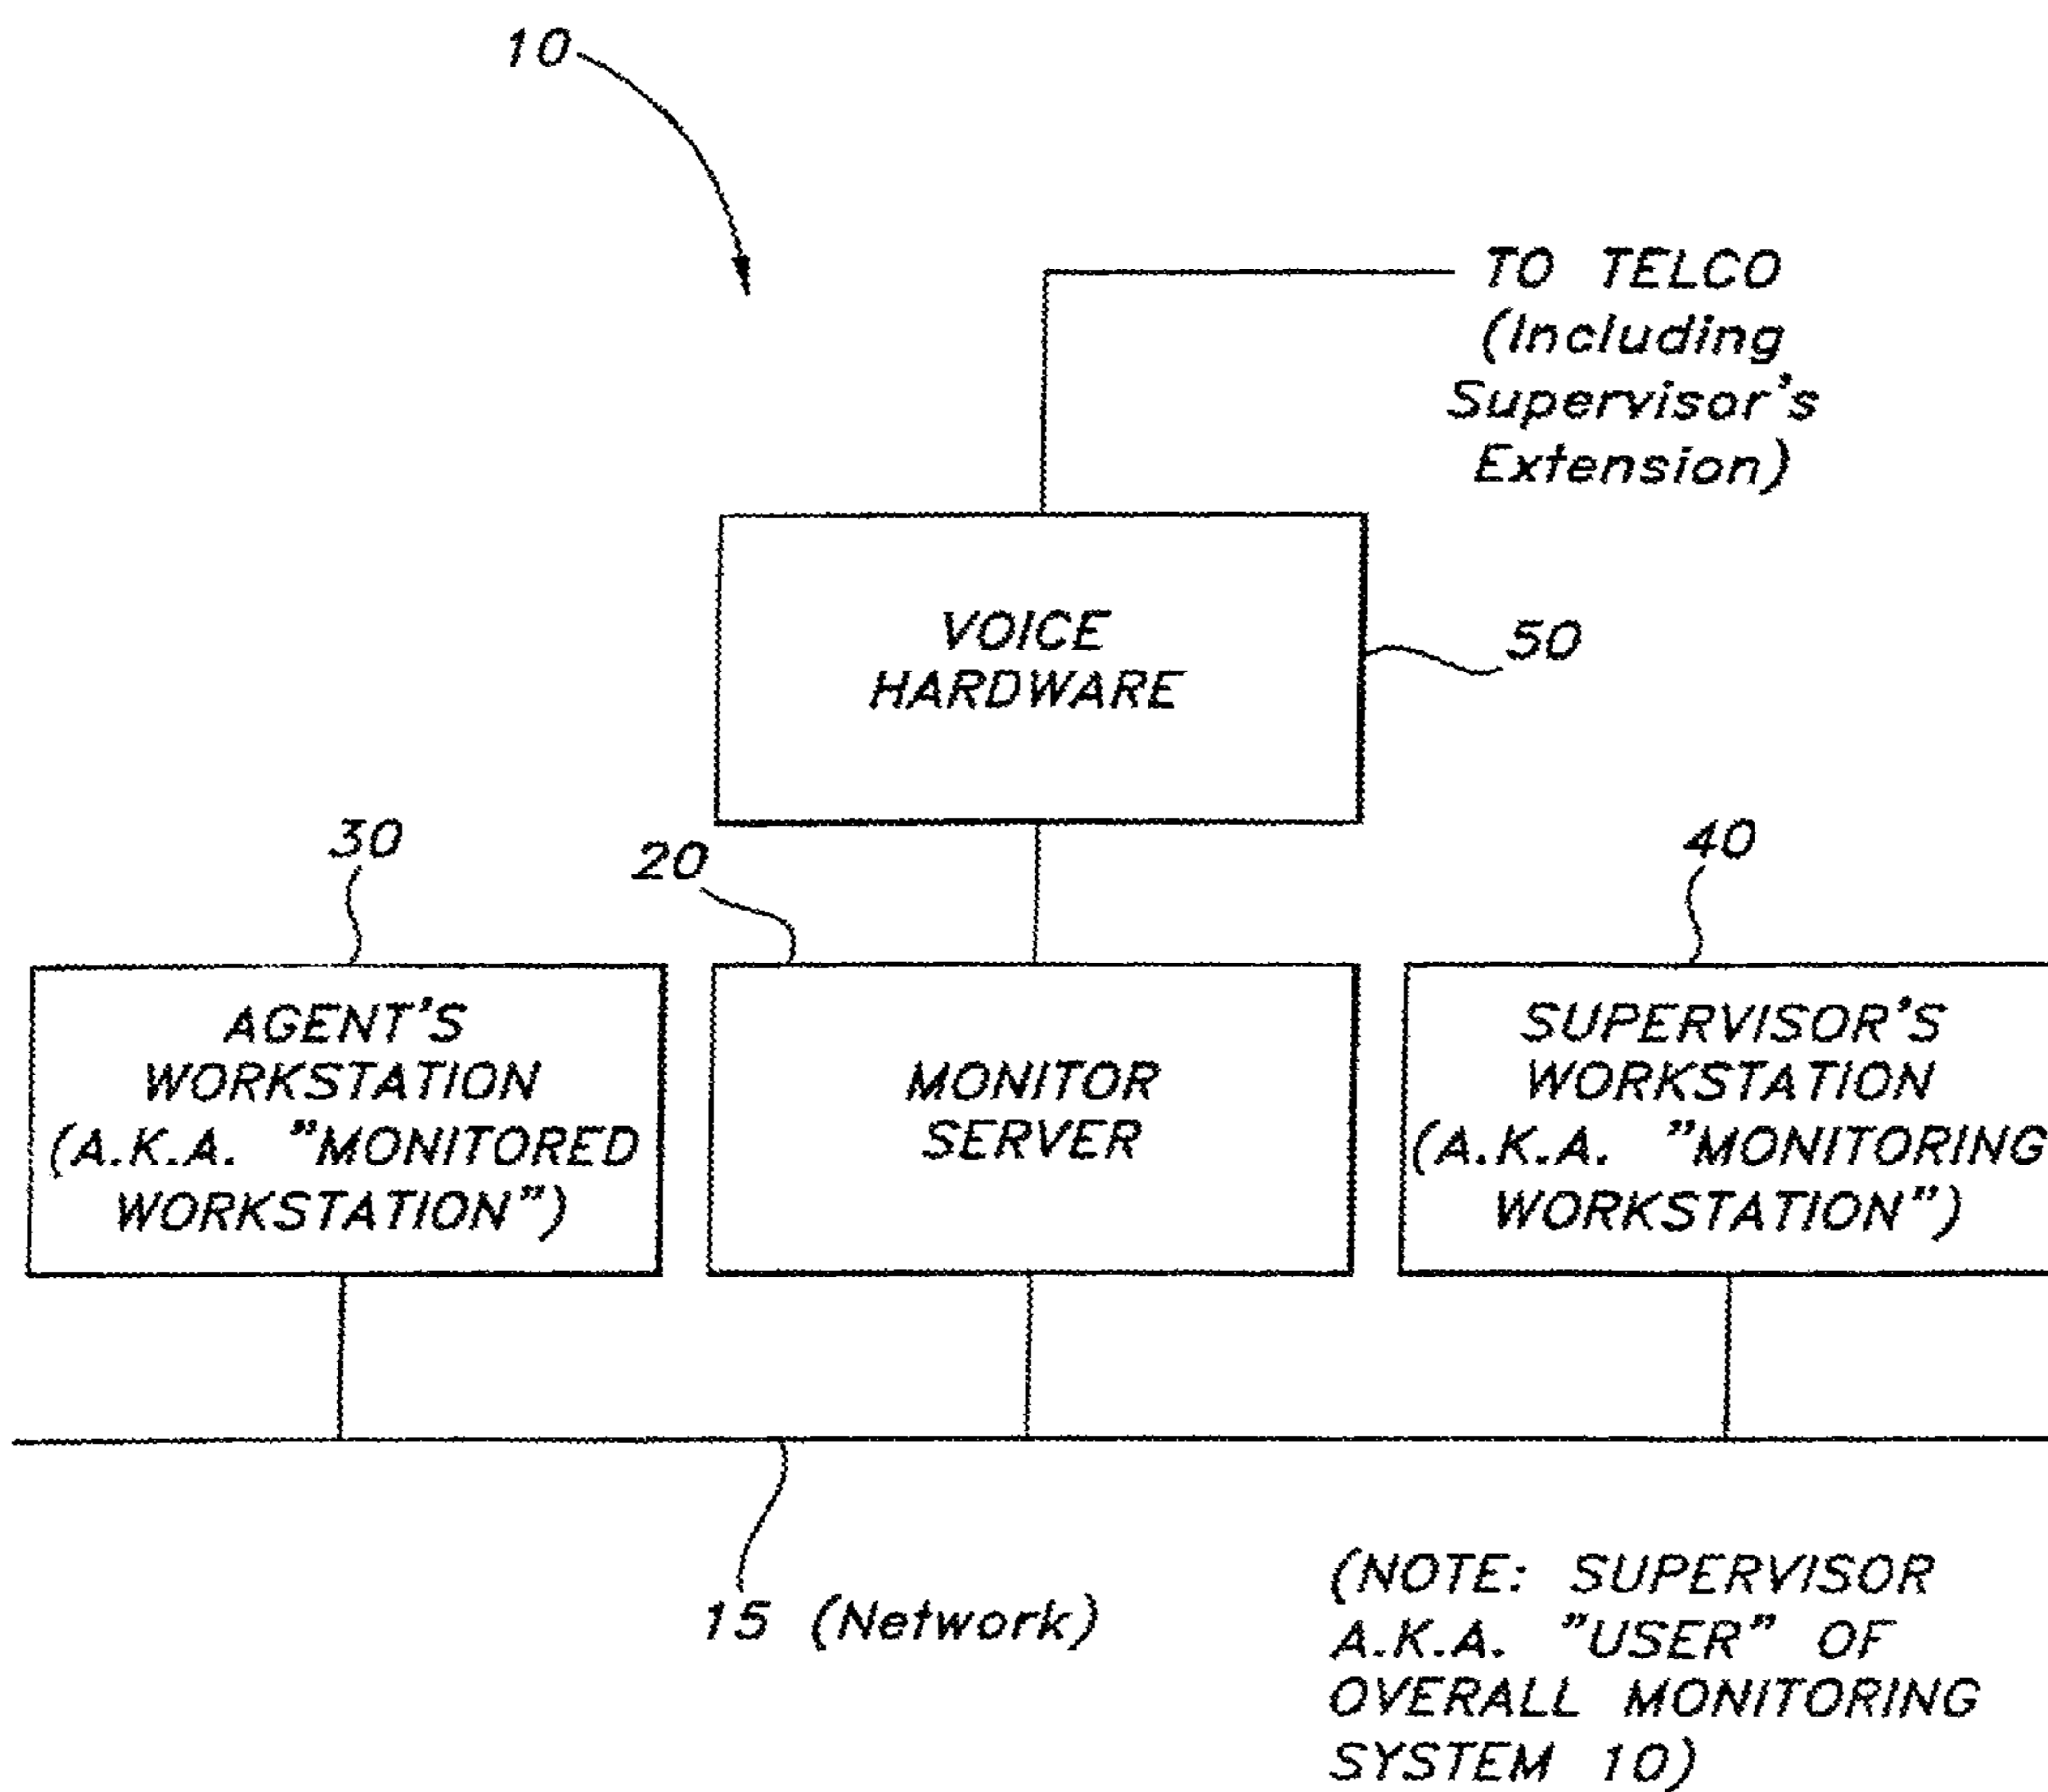 10
TO TELCO
(Including
Supervisor's
Extension)
VOICE
HARDWARE
50
30
20
40
AGENT'S
WORKSTATION
(A.K.A. "MONITORED
WORKSTATION")
MONITOR
SERVER
SUPERVISOR'S
WORKSTATION
(A.K.A. "MONITORING
WORKSTATION")
15 (Network)
(NOTE: SUPERVISOR
A.K.A. "USER" OF
OVERALL MONITORING
SYSTEM 10)